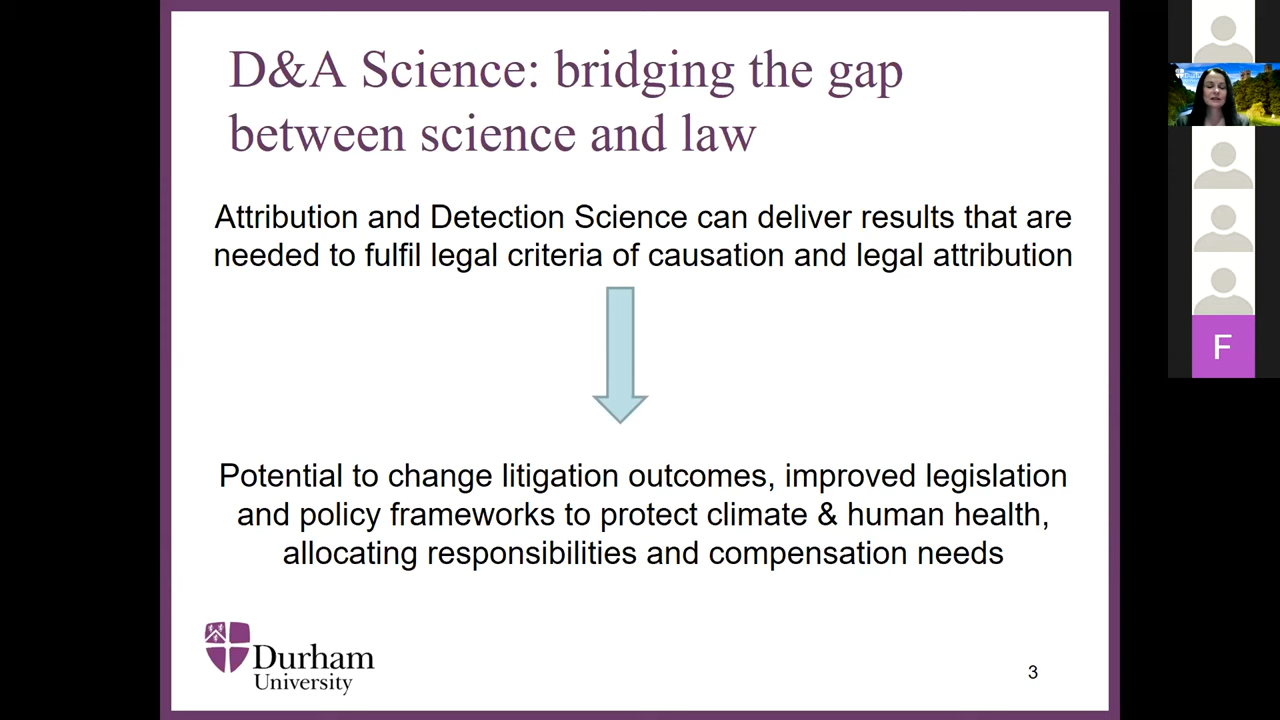 D&A Science: bridging the gap
between science and law
Attribution and Detection Science can deliver results that are
needed to fulfil legal criteria of causation and legal attribution
Potential to change litigation outcomes, improved legislation
and policy frameworks to protect climate & human health,
allocating responsibilities and compensation needs
Durham
University
3
F